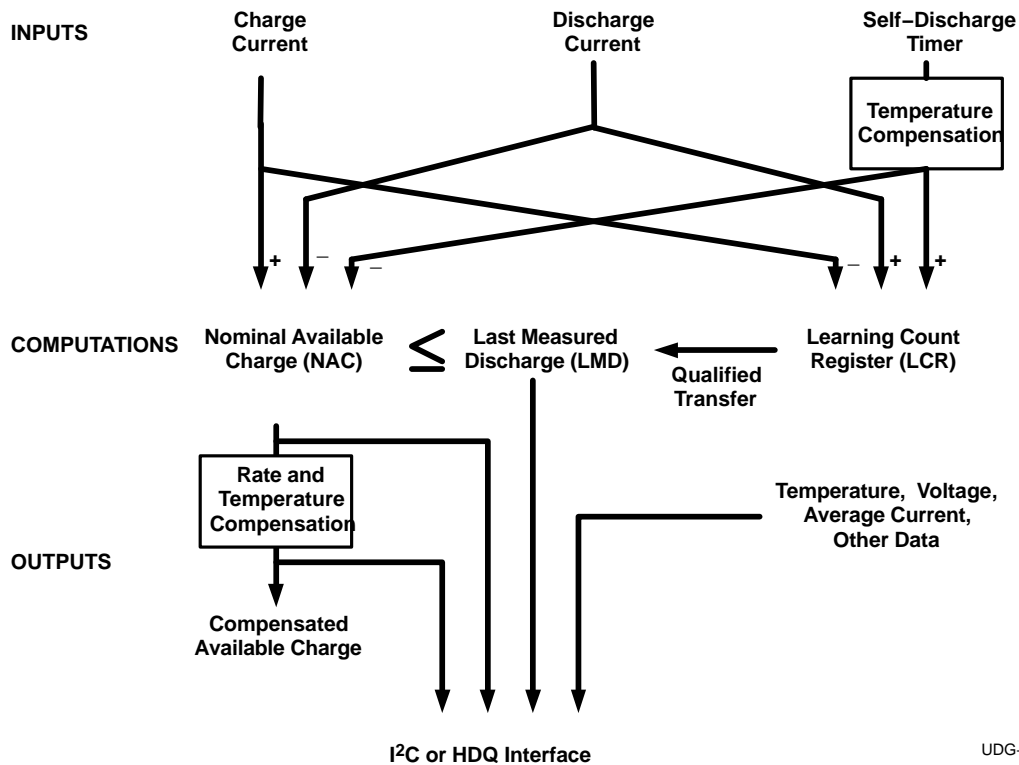 INPUTS
Charge
Current
Discharge
Current
Self−Discharge
Timer
Temperature
Compensation
+
−
−
−
+
+
COMPUTATIONS
Nominal Available
Charge (NAC)
≤
Last Measured
Discharge (LMD)
Qualified
Transfer
Learning Count
Register (LCR)
Rate and
Temperature
Compensation
Temperature, Voltage,
Average Current,
Other Data
OUTPUTS
Compensated
Available Charge
I²C or HDQ Interface
UDG-